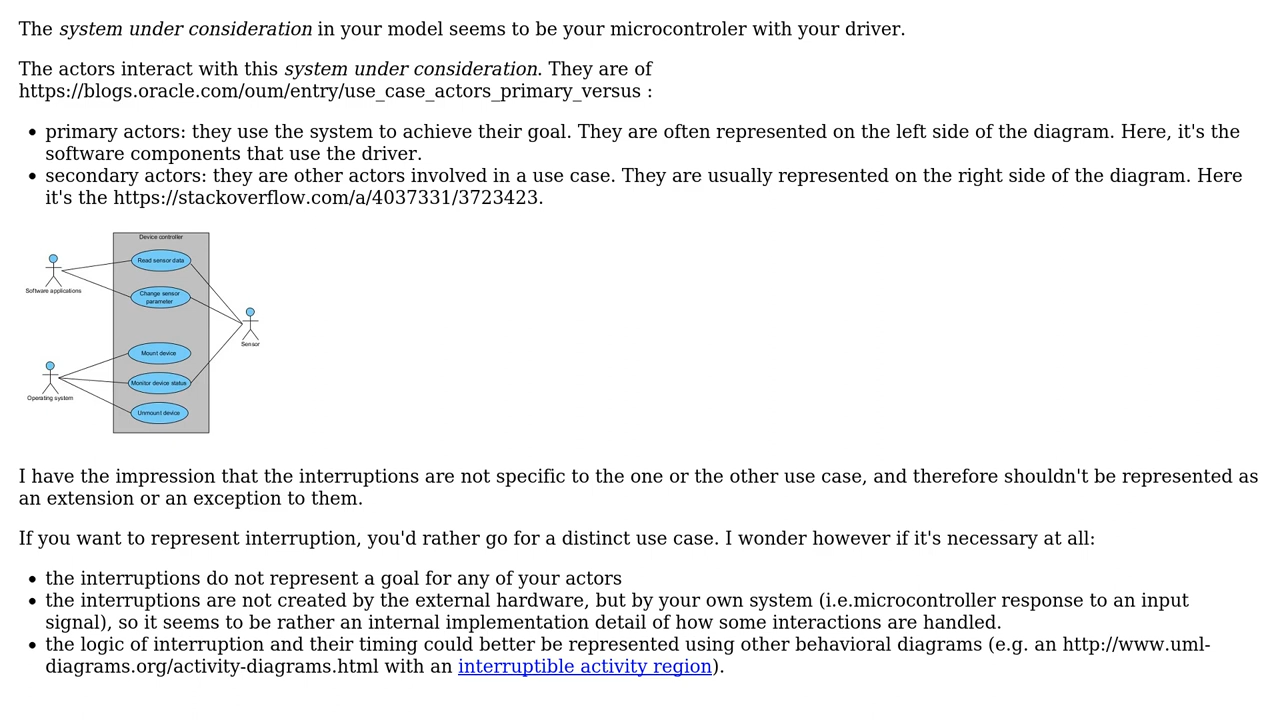 The system under consideration in your model seems to be your microcontroler with your driver.
The actors interact with this system under consideration. They are of
https://blogs.oracle.com/oum/entry/use_case_actors_primary_versus :
• primary actors: they use the system to achieve their goal. They are often represented on the left side of the diagram. Here, it's the
software components that use the driver.
• secondary actors: they are other actors involved in a use case. They are usually represented on the right side of the diagram. Here
it's the https://stackoverflow.com/a/4037331/3723423.
Device controller
Read sensor data
Software applications
Change sensor
parameter
Sensor
Mount device
Monitor device status
Operating system
Unmount device
I have the impression that the interruptions are not specific to the one or the other use case, and therefore shouldn't be represented as
an extension or an exception to them.
If you want to represent interruption, you'd rather go for a distinct use case. I wonder however if it's necessary at all:
• the interruptions do not represent a goal for any of your actors
• the interruptions are not created by the external hardware, but by your own system (i.e.microcontroller response to an input
signal), so it seems to be rather an internal implementation detail of how some interactions are handled.
• the logic of interruption and their timing could better be represented using other behavioral diagrams (e.g. an http://www.uml-
diagrams.org/activity-diagrams.html with an interruptible activity region).